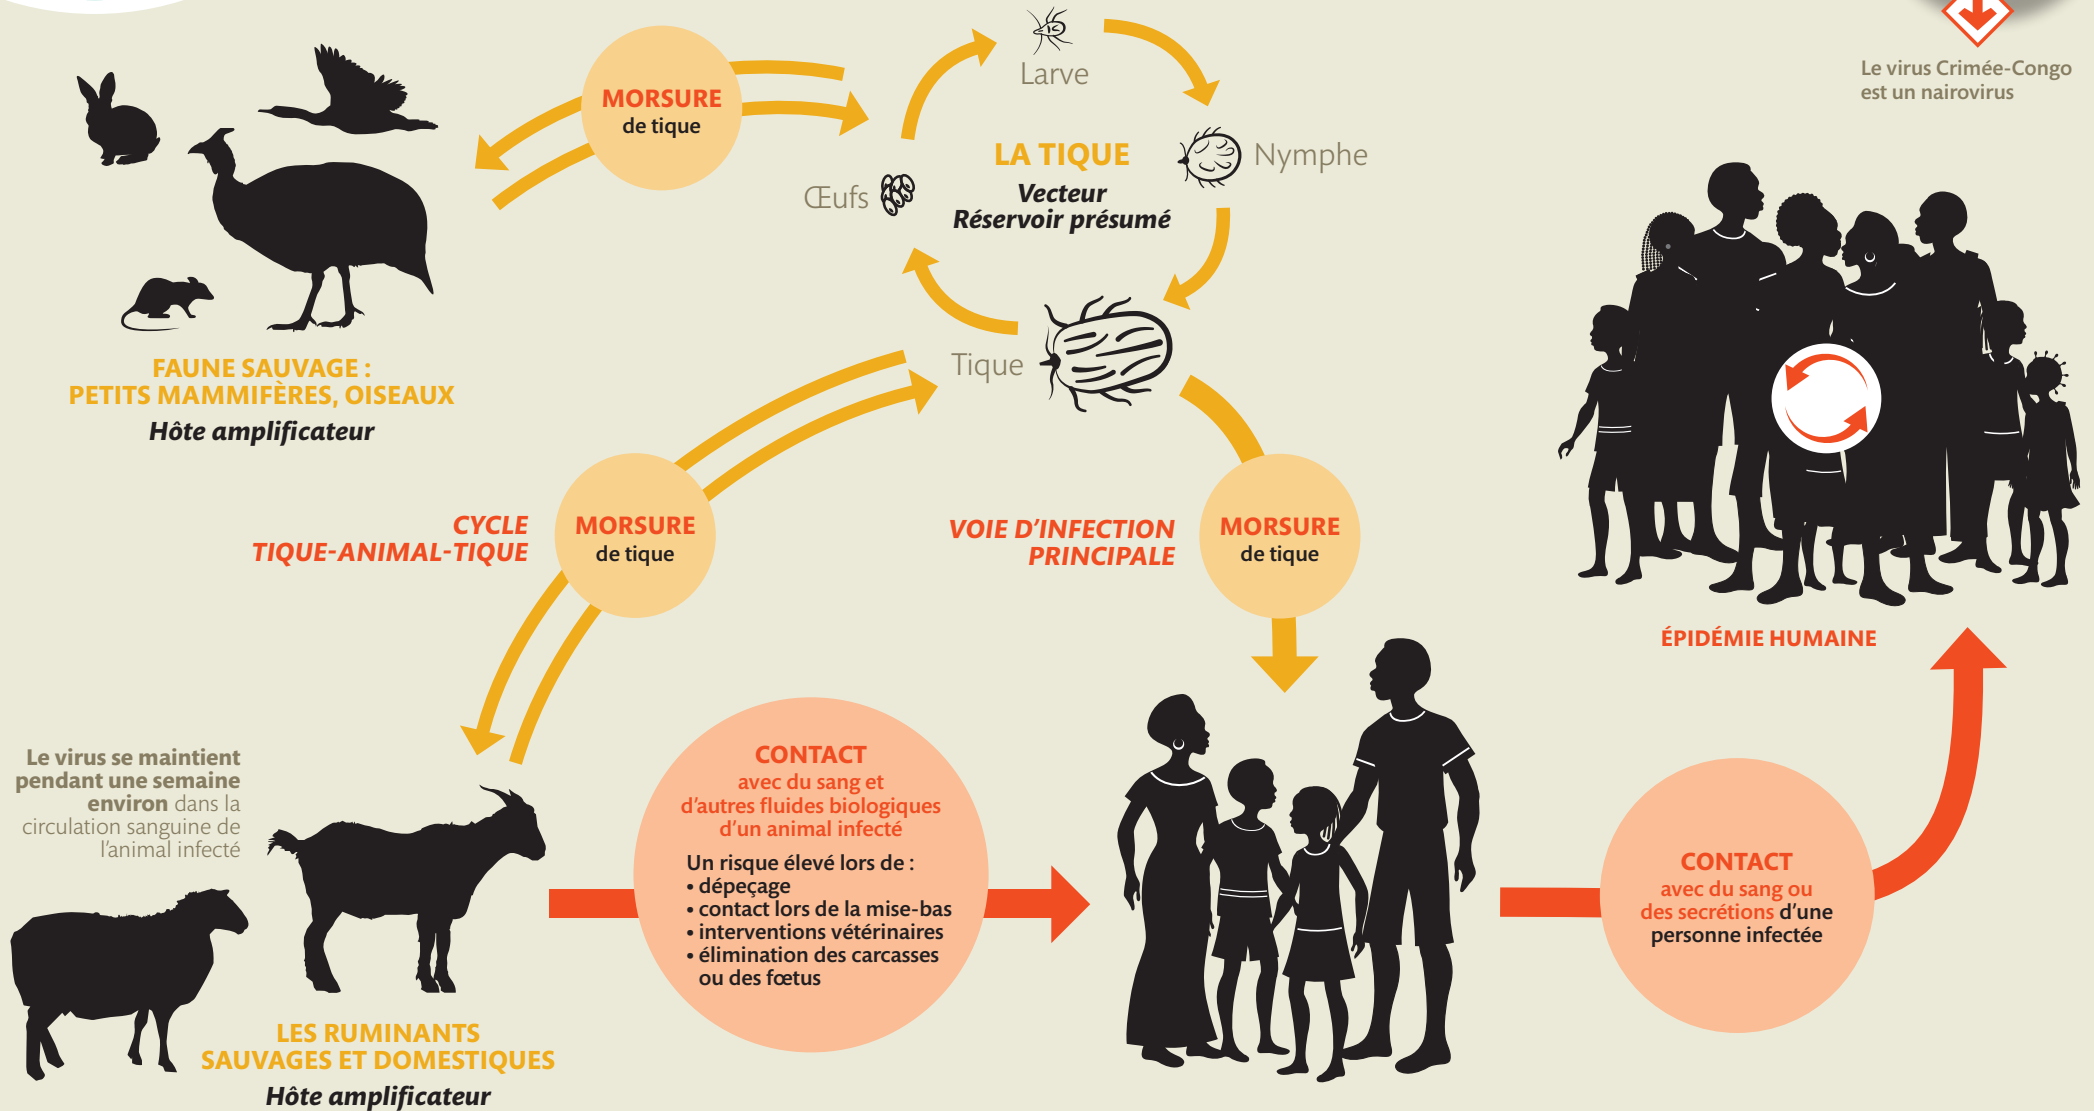 Le virus Crimée-Congo
est un nairovirus
MORSURE
de tique
Larve
LA TIQUE
Vecteur
Réservoir présumé
Nymphe
Œufs
Tique
FAUNE SAUVAGE :
PETITS MAMMIFÈRES, OISEAUX
Hôte amplificateur
CYCLE
TIQUE-ANIMAL-TIQUE
MORSURE
de tique
VOIE D'INFECTION
PRINCIPALE
MORSURE
de tique
ÉPIDÉMIE HUMAINE
Le virus se maintient
pendant une semaine
environ dans la
circulation sanguine de
l'animal infecté
LES RUMINANTS
SAUVAGES ET DOMESTIQUES
Hôte amplificateur
CONTACT
avec du sang et
d'autres fluides biologiques
d'un animal infecté
Un risque élevé lors de :
• dépeçage
• contact lors de la mise-bas
• interventions vétérinaires
• élimination des carcasses
ou des fœtus
CONTACT
avec du sang ou
des secrétions d'une
personne infectée